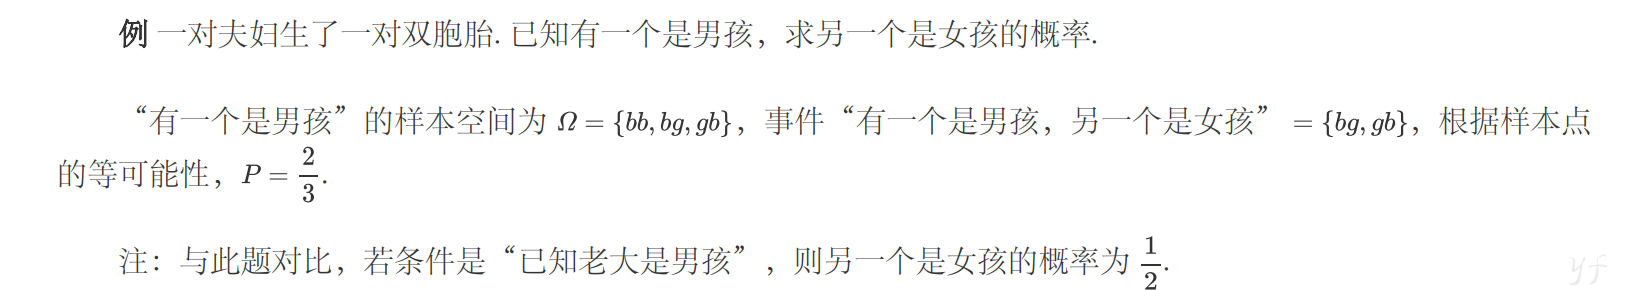 例 一对夫妇生了一对双胞胎. 已知有一个是男孩，求另一个是女孩的概率.
“有一个是男孩”的样本空间为 Ω = {bb, bg, gb}，事件“有一个是男孩，另一个是女孩” = {bg, gb}，根据样本点
的等可能性，P = 2/3.
注：与此题对比，若条件是“已知老大是男孩”，则另一个是女孩的概率为 1/2.
yf